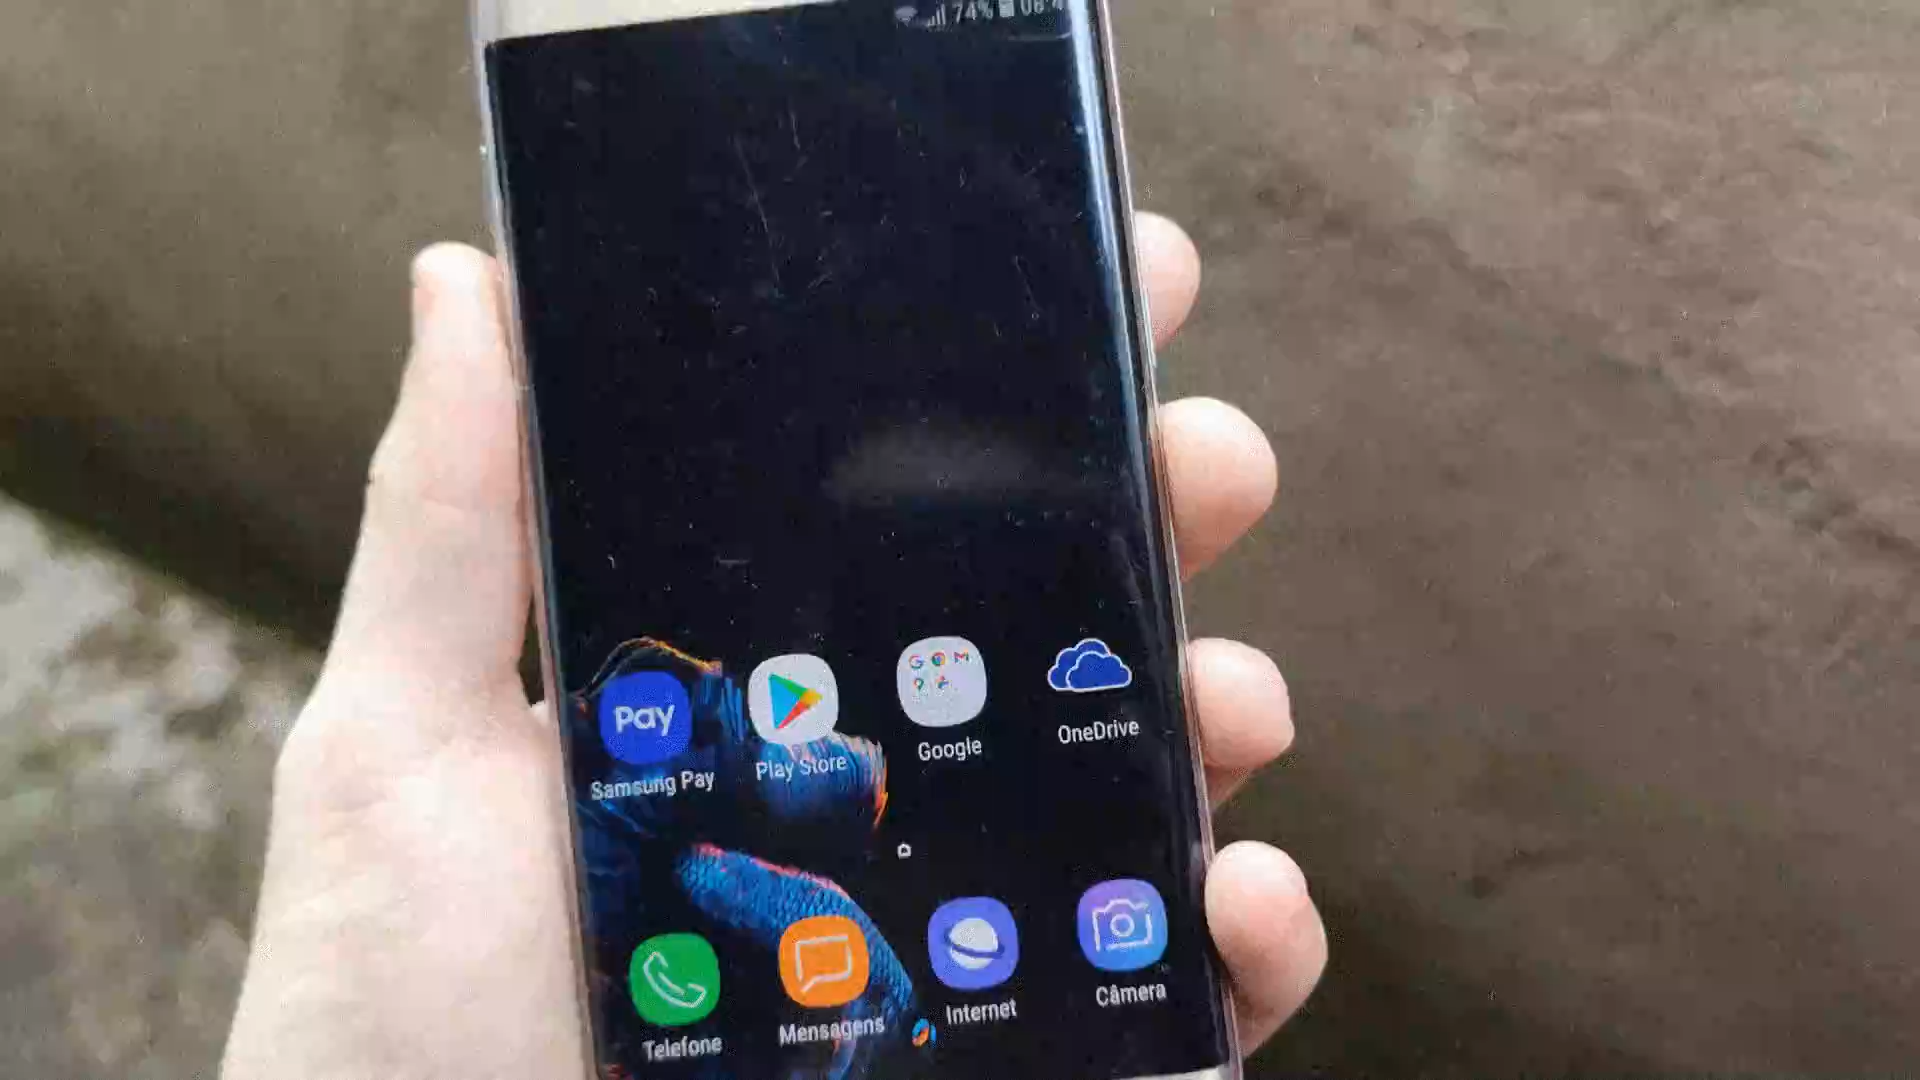 74%
Pay
Samsung Pay
Play Store
Google
OneDrive
Telefone
Mensagens
Internet
Câmera